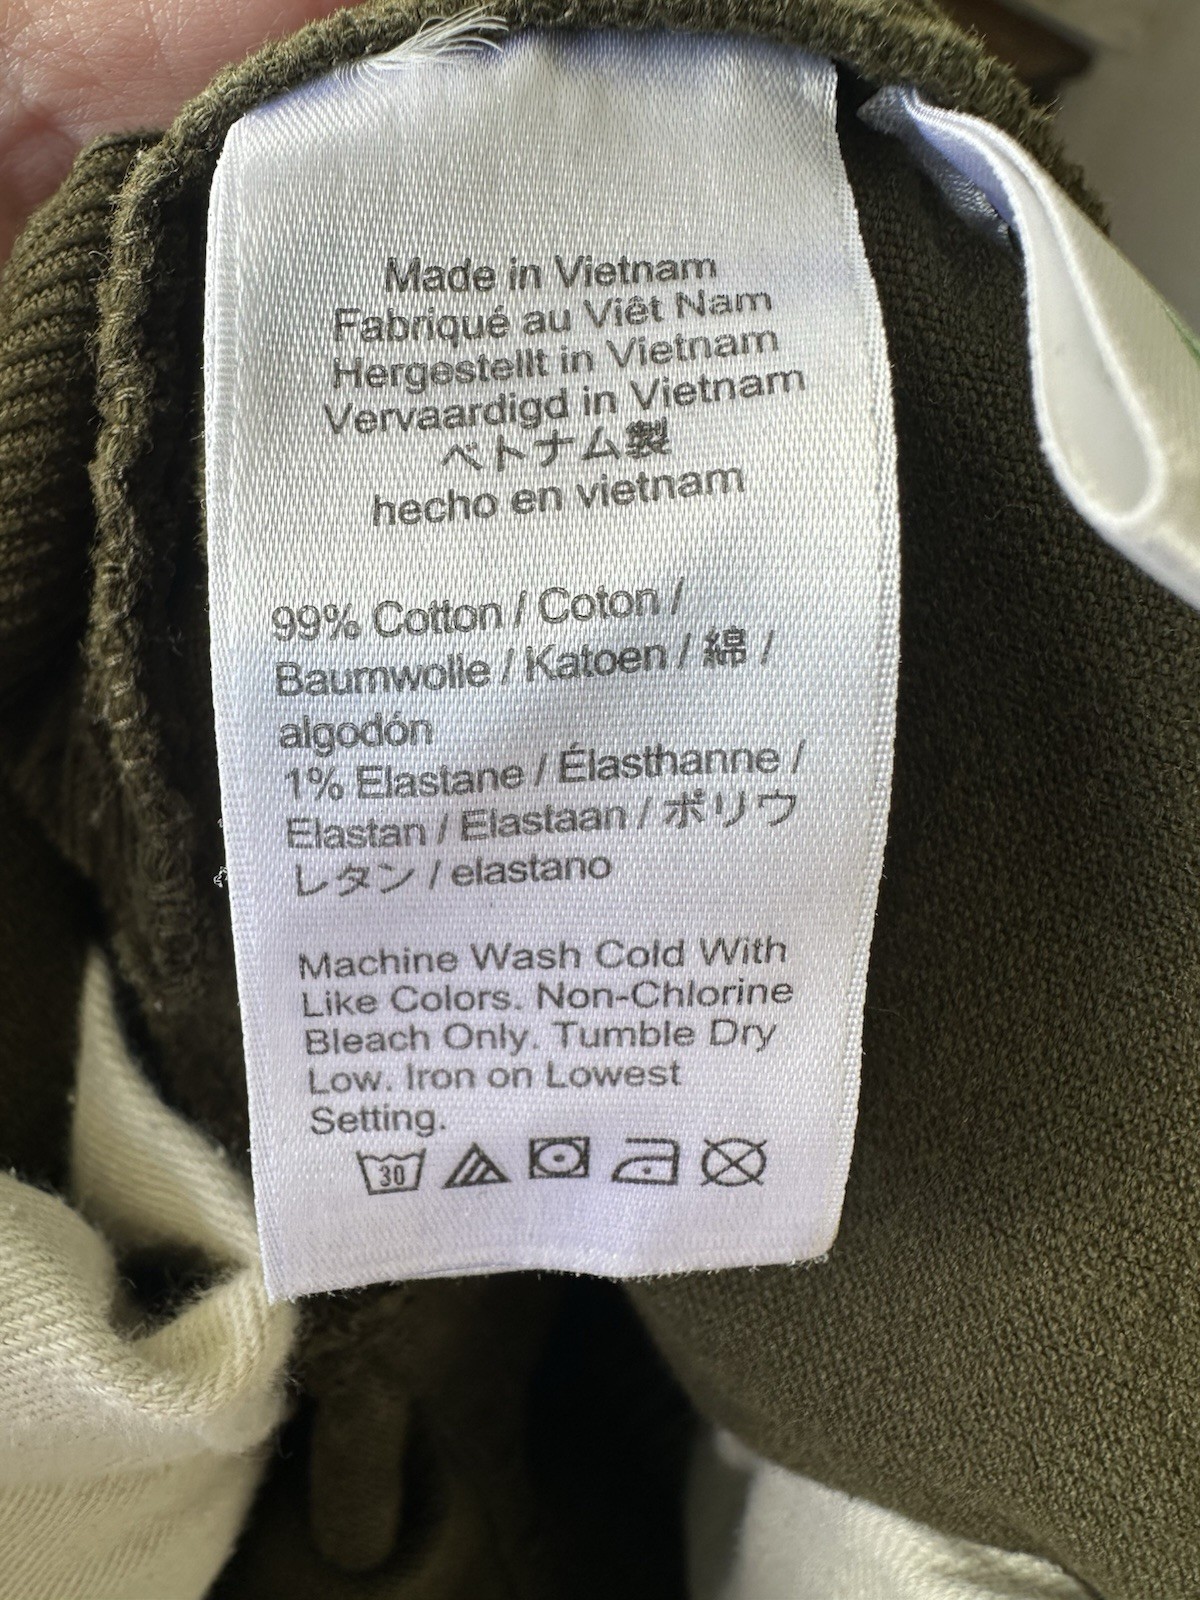 Made in Vietnam
Fabriqué au Viêt Nam
Hergestellt in Vietnam
Vervaardigd in Vietnam
ベトナム製
hecho en vietnam
99% Cotton / Coton /
Baumwolle / Katoen / 綿 /
algodón
1% Elastane / Élasthanne /
Elastan / Elastaan / ポリウ
レタン / elastano
Machine Wash Cold With
Like Colors. Non-Chlorine
Bleach Only. Tumble Dry
Low. Iron on Lowest
Setting.
30